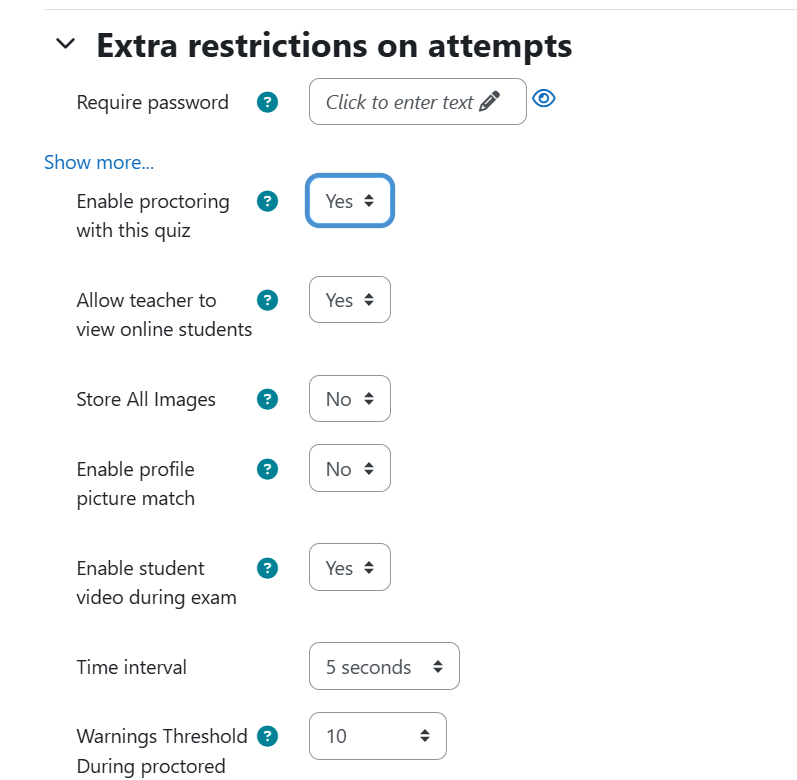 Extra restrictions on attempts
Require password ? Click to enter text
Show more...
Enable proctoring ? Yes
with this quiz
Allow teacher to ? Yes
view online students
Store All Images ? No
Enable profile ? No
picture match
Enable student ? Yes
video during exam
Time interval 5 seconds
Warnings Threshold ? 10
During proctored